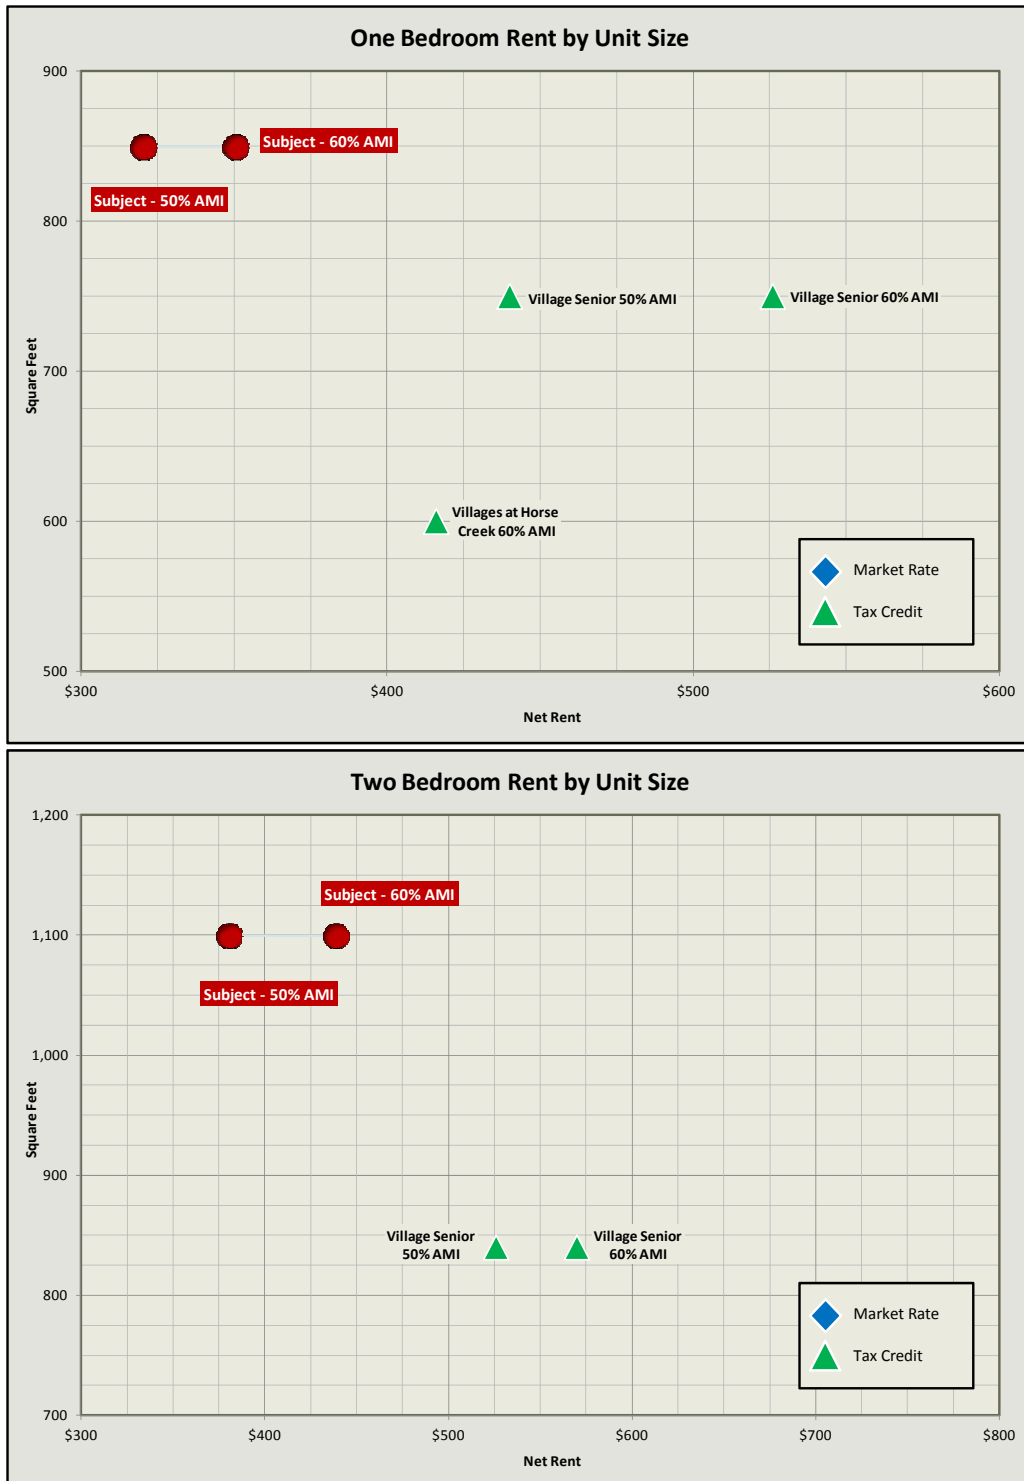 One Bedroom Rent by Unit Size
900
Subject - 60% AMI
Subject - 50% AMI
800
Village Senior 50% AMI
Village Senior 60% AMI
Square Feet
700
Villages at Horse
Creek 60% AMI
600
Market Rate
Tax Credit
500
$300
$400
$500
$600
Net Rent
Two Bedroom Rent by Unit Size
1,200
Subject - 60% AMI
1,100
Subject - 50% AMI
1,000
Square Feet
900
Village Senior
50% AMI
Village Senior
60% AMI
800
Market Rate
Tax Credit
700
$300
$400
$500
$600
$700
$800
Net Rent